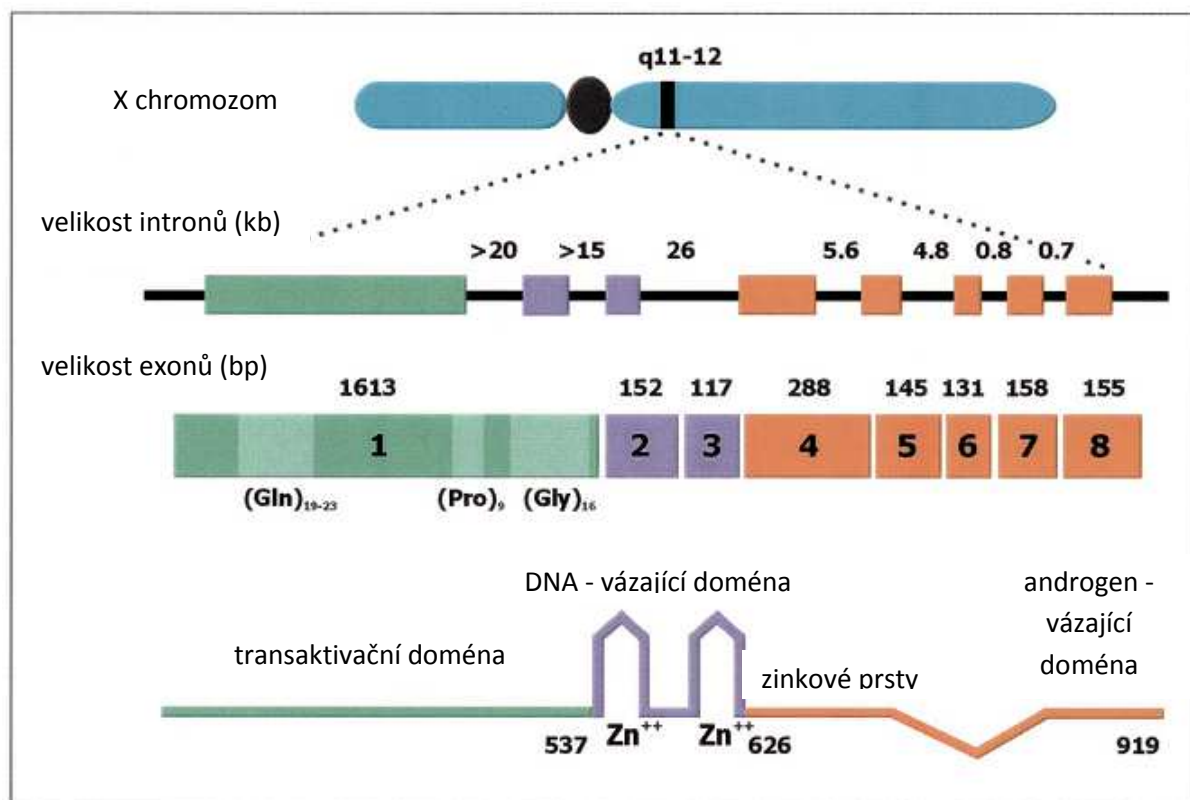 q11-12
X chromozom
velikost intronů (kb)
>20 >15 26 5.6 4.8 0.8 0.7
velikost exonů (bp)
1613 152 117 288 145 131 158 155
1 2 3 4 5 6 7 8
(Gln)19-23 (Pro)9 (Gly)16
DNA - vázající doména
androgen -
vázající
doména
transaktivační doména
zinkové prsty
537 Zn++ Zn++ 626 919